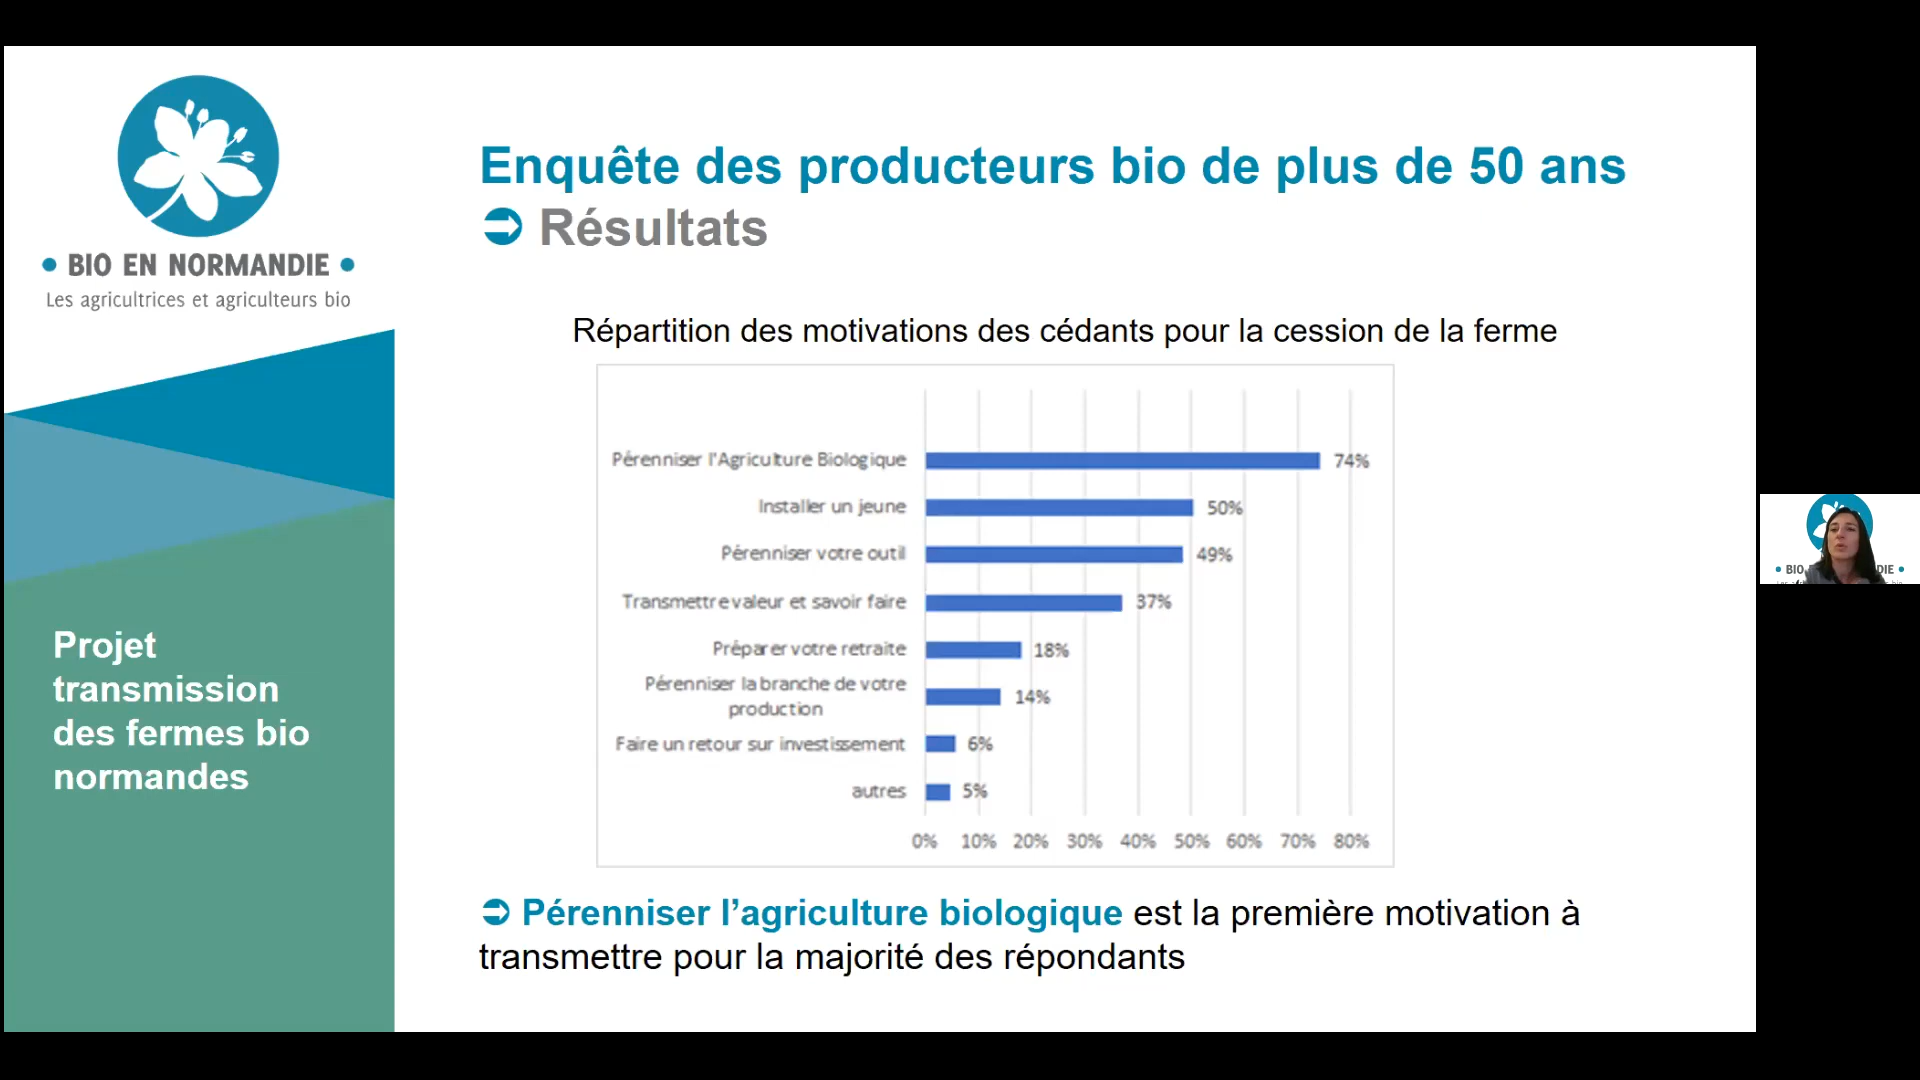 BIO EN NORMANDIE
Les agricultrices et agriculteurs bio
Projet
transmission
des fermes bio
normandes
Enquête des producteurs bio de plus de 50 ans
Résultats
Répartition des motivations des cédants pour la cession de la ferme
Pérenniser l'Agriculture Biologique 74%
Installer un jeune 50%
Pérenniser votre outil 49%
Transmettre valeur et savoir faire 37%
Préparer votre retraite 18%
Pérenniser la branche de votre
production 14%
Faire un retour sur investissement 6%
autres 5%
0% 10% 20% 30% 40% 50% 60% 70% 80%
Pérenniser l’agriculture biologique est la première motivation à
transmettre pour la majorité des répondants